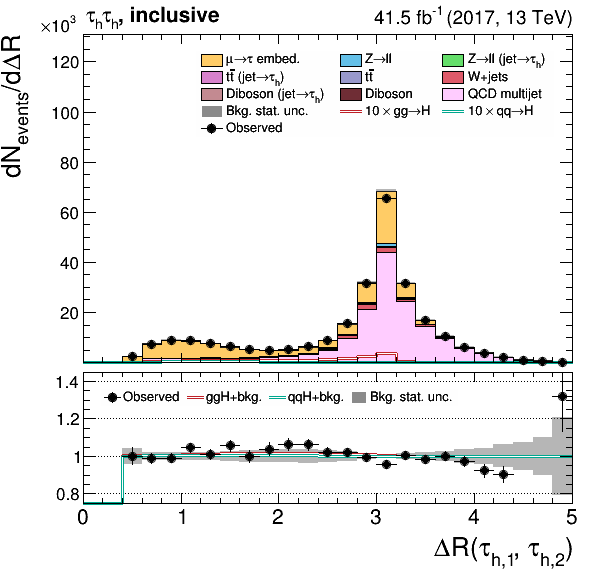 ×10³
τhτh, inclusive
41.5 fb⁻¹ (2017, 13 TeV)
dNevents/dΔR
120
100
80
60
40
20
μ→τ embed.
Z→ll
Z→ll (jet→τh)
tt̄ (jet→τh)
tt̄
W+jets
Diboson (jet→τh)
Diboson
QCD multijet
Bkg. stat. unc.
10×gg→H
10×qq→H
Observed
1.4
1.2
1
0.8
Observed
ggH+bkg.
qqH+bkg.
Bkg. stat. unc.
0 1 2 3 4 5
ΔR(τh,1, τh,2)